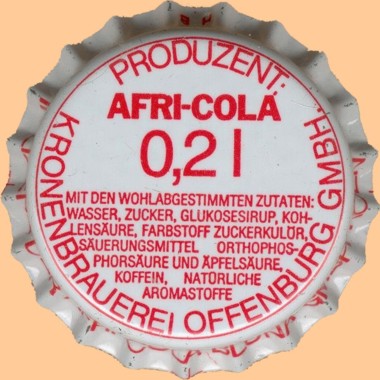 PRODUZENT:
AFRI-COLA
0,2 l
MIT DEN WOHLABGESTIMMTEN ZUTATEN:
WASSER, ZUCKER, GLUKOSESIRUP, KOH-
LENSÄURE, FARBSTOFF ZUCKERKULÖR,
SÄUERUNGSMITTEL ORTHOPHOS-
PHORSÄURE UND ÄPFELSÄURE,
KOFFEIN, NATÜRLICHE
AROMASTOFFE
KRONENBRAUEREI OFFENBURG GMBH.